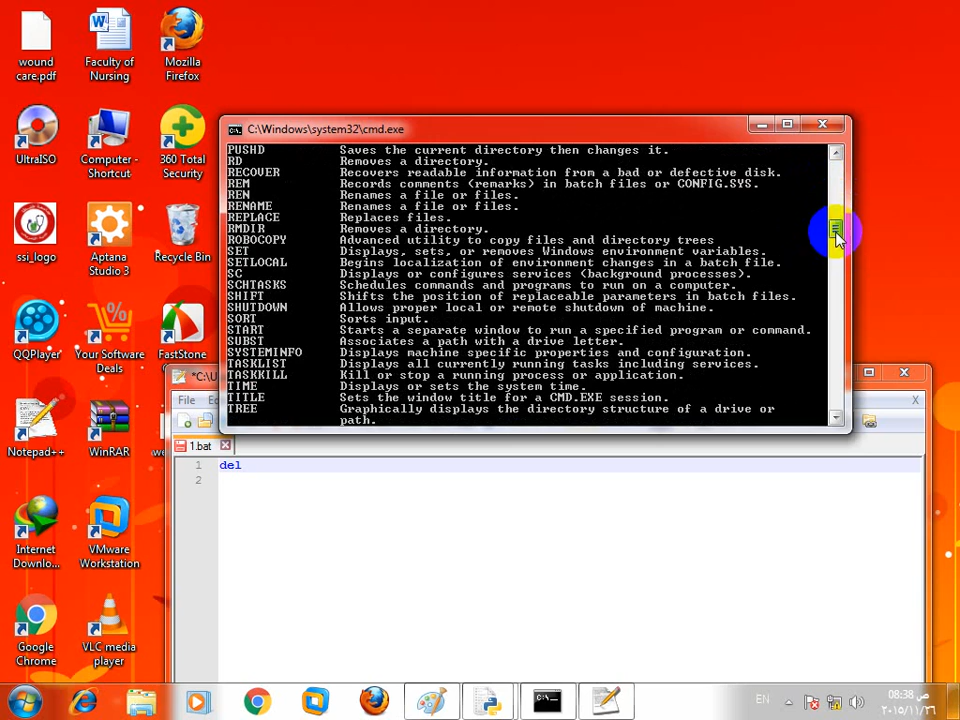 wound
care.pdf
Faculty of
Nursing
Mozilla
Firefox
UltraISO
Computer -
Shortcut
360 Total
Security
ssi_logo
Aptana
Studio 3
Recycle Bin
QQPlayer
Your Software
Deals
FastStone
Notepad++
WinRAR
Internet
Downlo...
VMware
Workstation
Google
Chrome
VLC media
player
C:\Windows\system32\cmd.exe
PUSHD Saves the current directory then changes it.
RD Removes a directory.
RECOVER Recovers readable information from a bad or defective disk.
REM Records comments (remarks) in batch files or CONFIG.SYS.
REN Renames a file or files.
RENAME Renames a file or files.
REPLACE Replaces files.
RMDIR Removes a directory.
ROBOCOPY Advanced utility to copy files and directory trees
SET Displays, sets, or removes Windows environment variables.
SETLOCAL Begins localization of environment changes in a batch file.
SC Displays or configures services (background processes).
SCHTASKS Schedules commands and programs to run on a computer.
SHIFT Shifts the position of replaceable parameters in batch files.
SHUTDOWN Allows proper local or remote shutdown of machine.
SORT Sorts input.
START Starts a separate window to run a specified program or command.
SUBST Associates a path with a drive letter.
SYSTEMINFO Displays machine specific properties and configuration.
TASKLIST Displays all currently running tasks including services.
TASKKILL Kill or stop a running process or application.
TIME Displays or sets the system time.
TITLE Sets the window title for a CMD.EXE session.
TREE Graphically displays the directory structure of a drive or
path.
*C:\U
File
X
1.bat
1 del
2
EN
08:38 ص
٢٠١٥/١١/٢٦